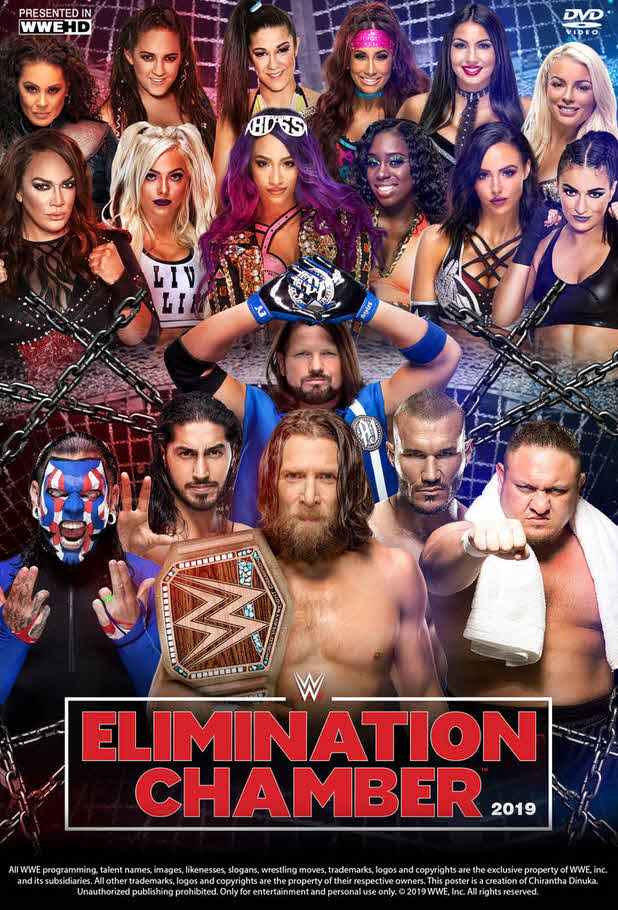 PRESENTED IN
WWE HD
DVD
VIDEO
BOSS
LIV
AJ
W
ELIMINATION
CHAMBER™
2019
All WWE programming, talent names, images, likenesses, slogans, wrestling moves, trademarks, logos and copyrights are the exclusive property of WWE, inc.
and its subsidiaries. All other trademarks, logos and copyrights are the property of their respective owners. This poster is a creation of Chirantha Dinuka.
Unauthorized publishing prohibited. Only for entertainment and personal use only. © 2019 WWE, Inc. All rights reserved.